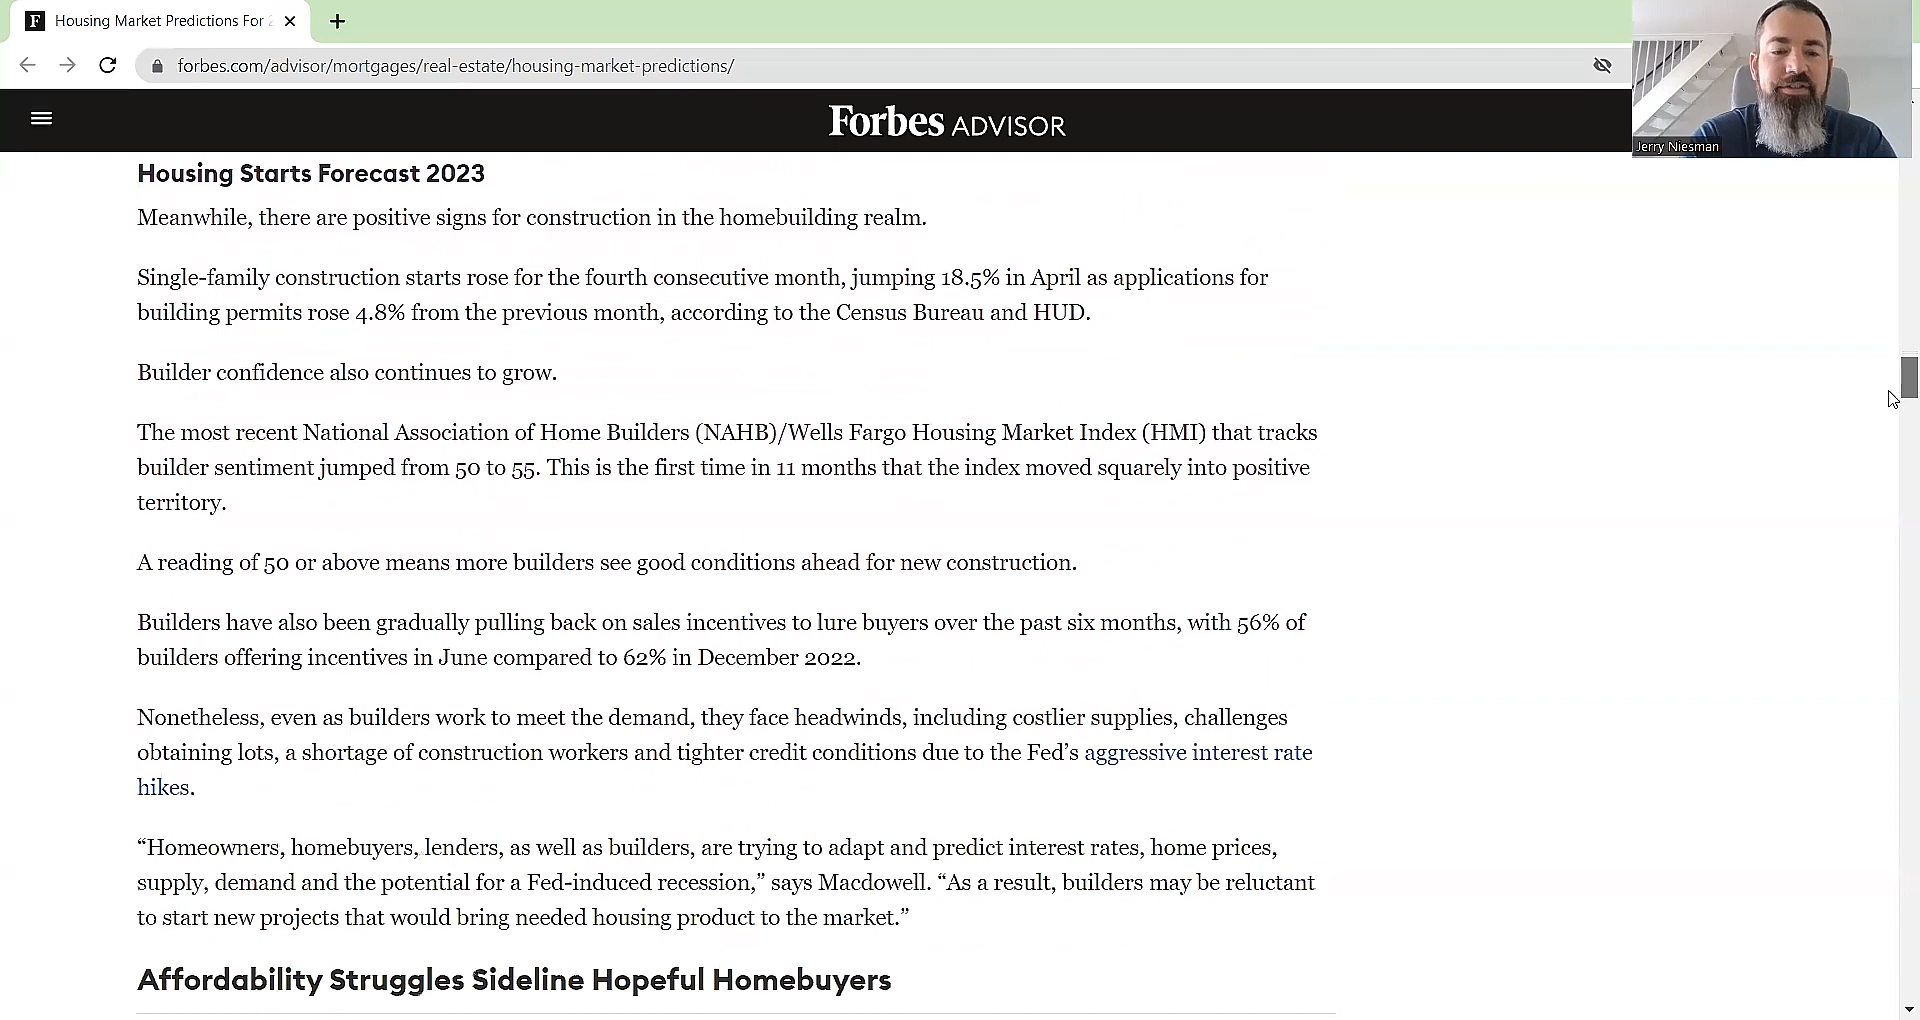 Housing Market Predictions For 2
forbes.com/advisor/mortgages/real-estate/housing-market-predictions/
Forbes ADVISOR
Jerry Niesman
Housing Starts Forecast 2023
Meanwhile, there are positive signs for construction in the homebuilding realm.
Single-family construction starts rose for the fourth consecutive month, jumping 18.5% in April as applications for
building permits rose 4.8% from the previous month, according to the Census Bureau and HUD.
Builder confidence also continues to grow.
The most recent National Association of Home Builders (NAHB)/Wells Fargo Housing Market Index (HMI) that tracks
builder sentiment jumped from 50 to 55. This is the first time in 11 months that the index moved squarely into positive
territory.
A reading of 50 or above means more builders see good conditions ahead for new construction.
Builders have also been gradually pulling back on sales incentives to lure buyers over the past six months, with 56% of
builders offering incentives in June compared to 62% in December 2022.
Nonetheless, even as builders work to meet the demand, they face headwinds, including costlier supplies, challenges
obtaining lots, a shortage of construction workers and tighter credit conditions due to the Fed’s aggressive interest rate
hikes.
“Homeowners, homebuyers, lenders, as well as builders, are trying to adapt and predict interest rates, home prices,
supply, demand and the potential for a Fed-induced recession,” says Macdowell. “As a result, builders may be reluctant
to start new projects that would bring needed housing product to the market.”
Affordability Struggles Sideline Hopeful Homebuyers